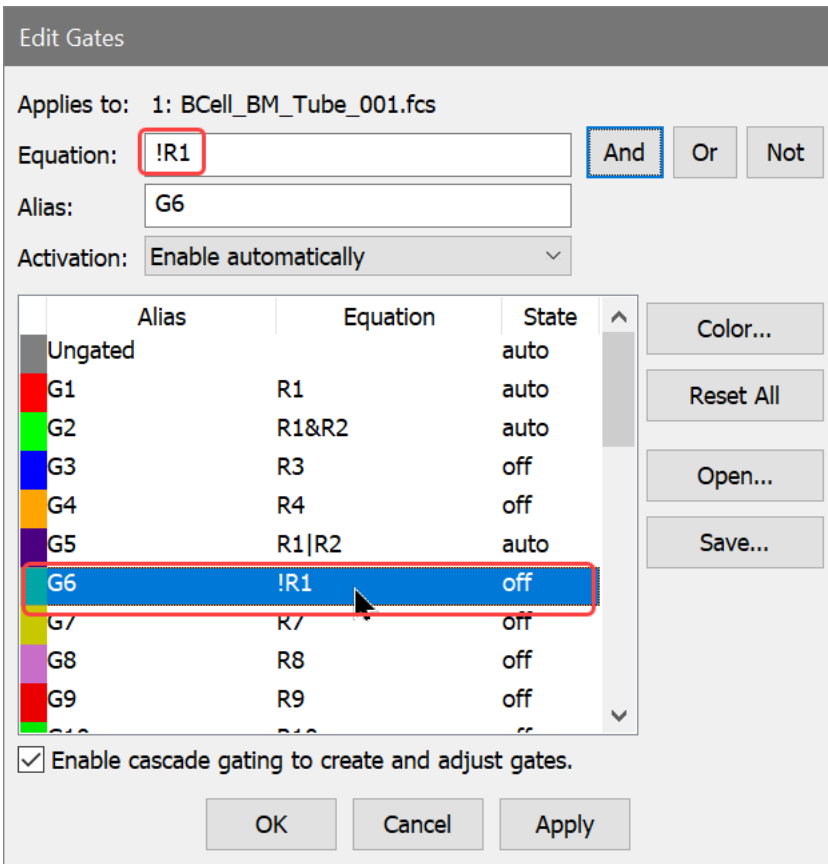 Edit Gates
Applies to: 1: BCell_BM_Tube_001.fcs
Equation: !R1 And Or Not
Alias: G6
Activation: Enable automatically
Alias Equation State
Ungated auto
G1 R1 auto
G2 R1&R2 auto
G3 R3 off
G4 R4 off
G5 R1|R2 auto
G6 !R1 off
G7 R7 off
G8 R8 off
G9 R9 off
Color...
Reset All
Open...
Save...
Enable cascade gating to create and adjust gates.
OK Cancel Apply